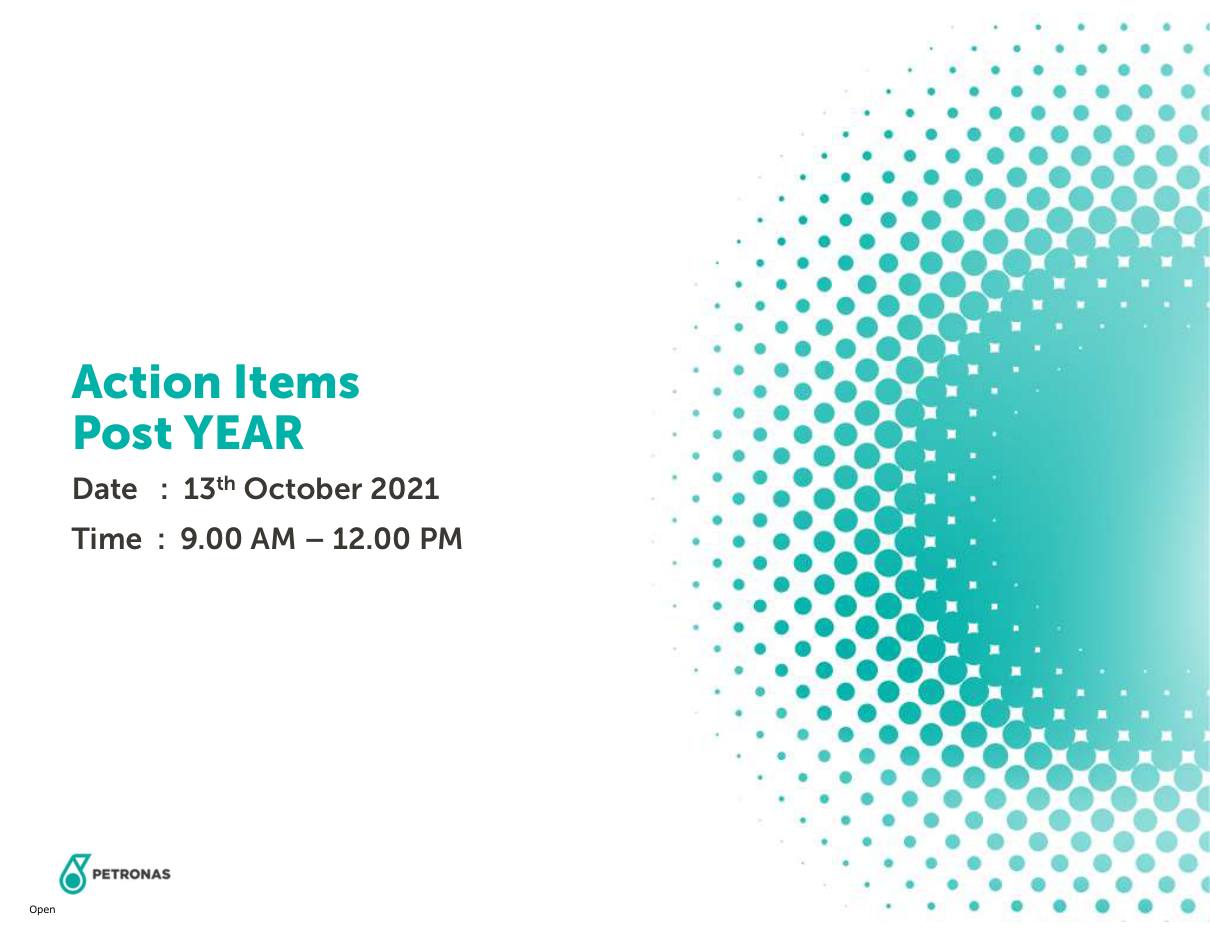 Action Items
Post YEAR
Date : 13th October 2021
Time : 9.00 AM – 12.00 PM
PETRONAS
Open